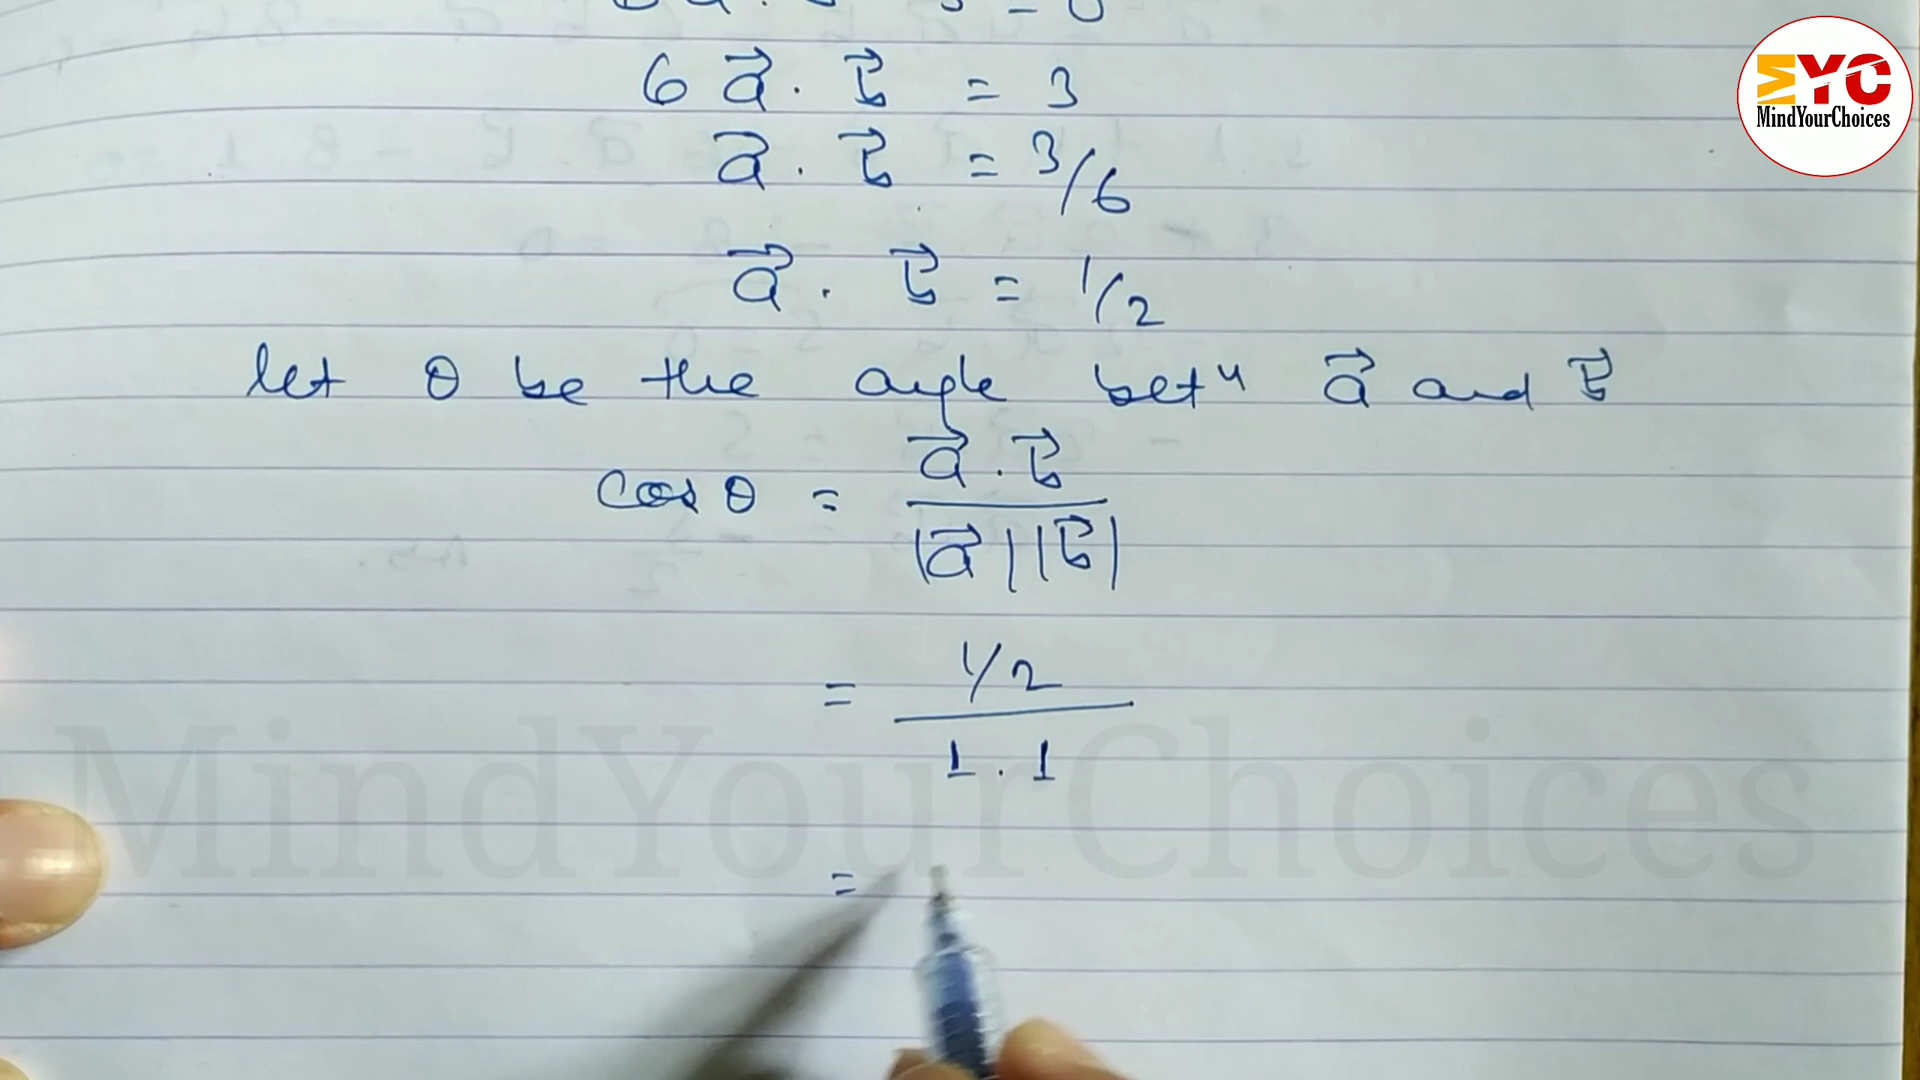 6 a⃗ . b⃗ = 3
a⃗ . b⃗ = 3/6
a⃗ . b⃗ = 1/2
let θ be the angle betⁿ a⃗ and b⃗
cos θ = a⃗ . b⃗ / |a⃗| |b⃗|
= 1/2 / 1 . 1
=
MYC
MindYourChoices
MindYourChoices